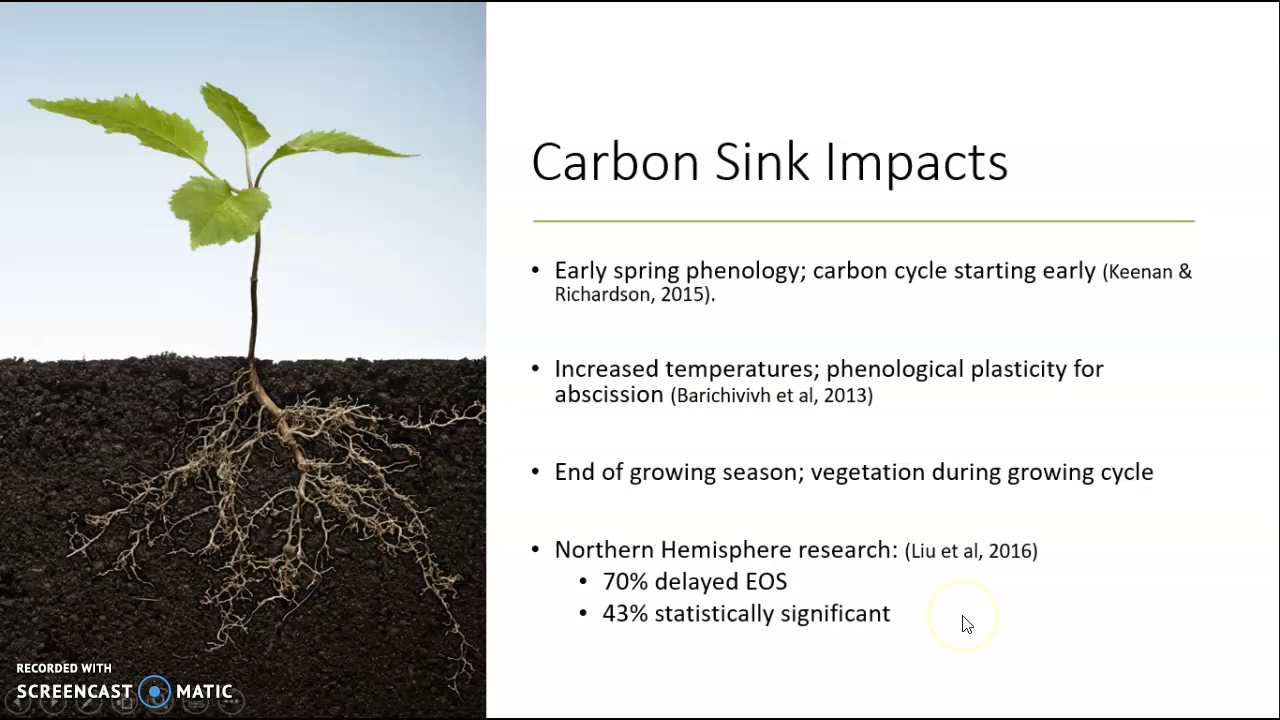 Carbon Sink Impacts
• Early spring phenology; carbon cycle starting early (Keenan &
Richardson, 2015).
• Increased temperatures; phenological plasticity for
abscission (Barichivivh et al, 2013)
• End of growing season; vegetation during growing cycle
• Northern Hemisphere research: (Liu et al, 2016)
• 70% delayed EOS
• 43% statistically significant
RECORDED WITH
SCREENCAST MATIC